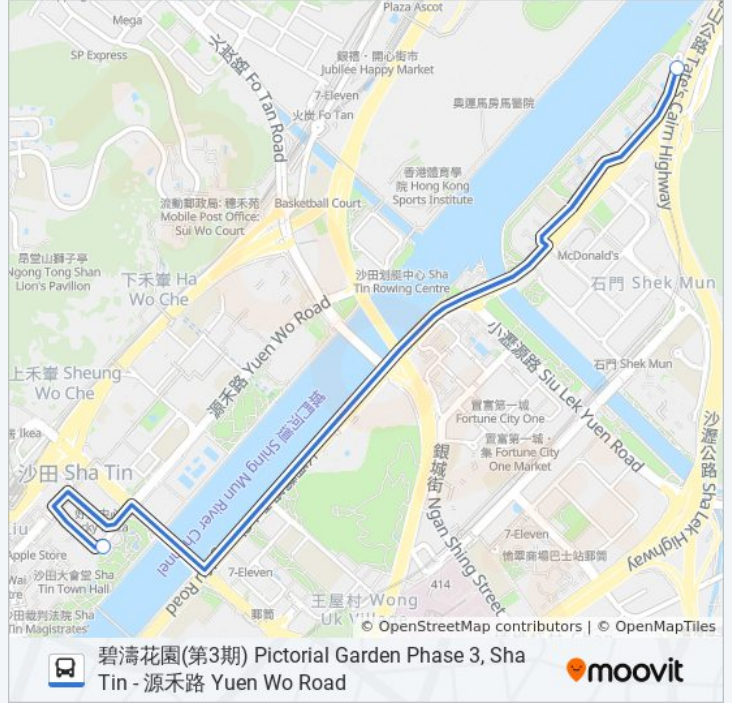 Plaza Ascot
Mega
SP Express
火炭路 Fo Tan Road
銀禧・開心街市
Jubilee Happy Market
7-Eleven
火炭 Fo Tan
奧運馬房馬醫院
Tate's Cairn Highway
香港體育學
院 Hong Kong
Sports Institute
流動郵政局: 穗禾苑
Mobile Post Office:
Sui Wo Court
Basketball Court
昂堂山獅子亭
Ngong Tong Shan
Lion's Pavilion
下禾輋 Ha
Wo Che
沙田划艇中心 Sha
Tin Rowing Centre
McDonald's
石門 Shek Mun
源禾路 Yuen Wo Road
小瀝源路 Siu Lek Yuen Road
石門 Shek Mun
上禾輋 Sheung
Wo Che
城門河道 Shing Mun River Channel
置富第一城
Fortune City One
置富第一城・
集 Fortune City
One Market
沙瀝公路 Sha Lek Highway
Ikea
沙田 Sha Tin
銀城街 Ngan Shing Street
Apple Store
沙田大會堂 Sha
Tin Town Hall
7-Eleven
7-Eleven
愉翠商場巴士站郵筒
414
Road
沙田裁判法院 Sha
Tin Magistrates'
郵筒
王屋村 Wong
Uk
© OpenStreetMap contributors | © OpenMapTiles
碧濤花園(第3期) Pictorial Garden Phase 3, Sha
Tin - 源禾路 Yuen Wo Road
moovit